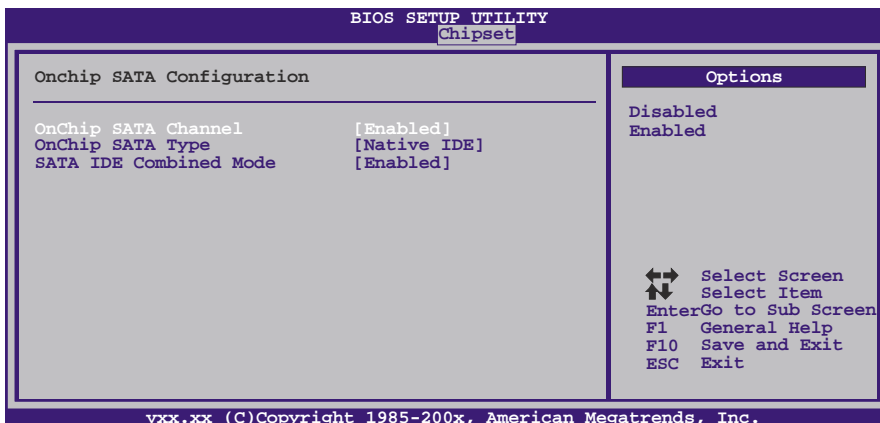 BIOS SETUP UTILITY
Chipset
Onchip SATA Configuration
OnChip SATA Channel [Enabled]
OnChip SATA Type [Native IDE]
SATA IDE Combined Mode [Enabled]
Options
Disabled
Enabled
Select Screen
Select Item
EnterGo to Sub Screen
F1 General Help
F10 Save and Exit
ESC Exit
vxx.xx (C)Copyright 1985-200x, American Megatrends, Inc.